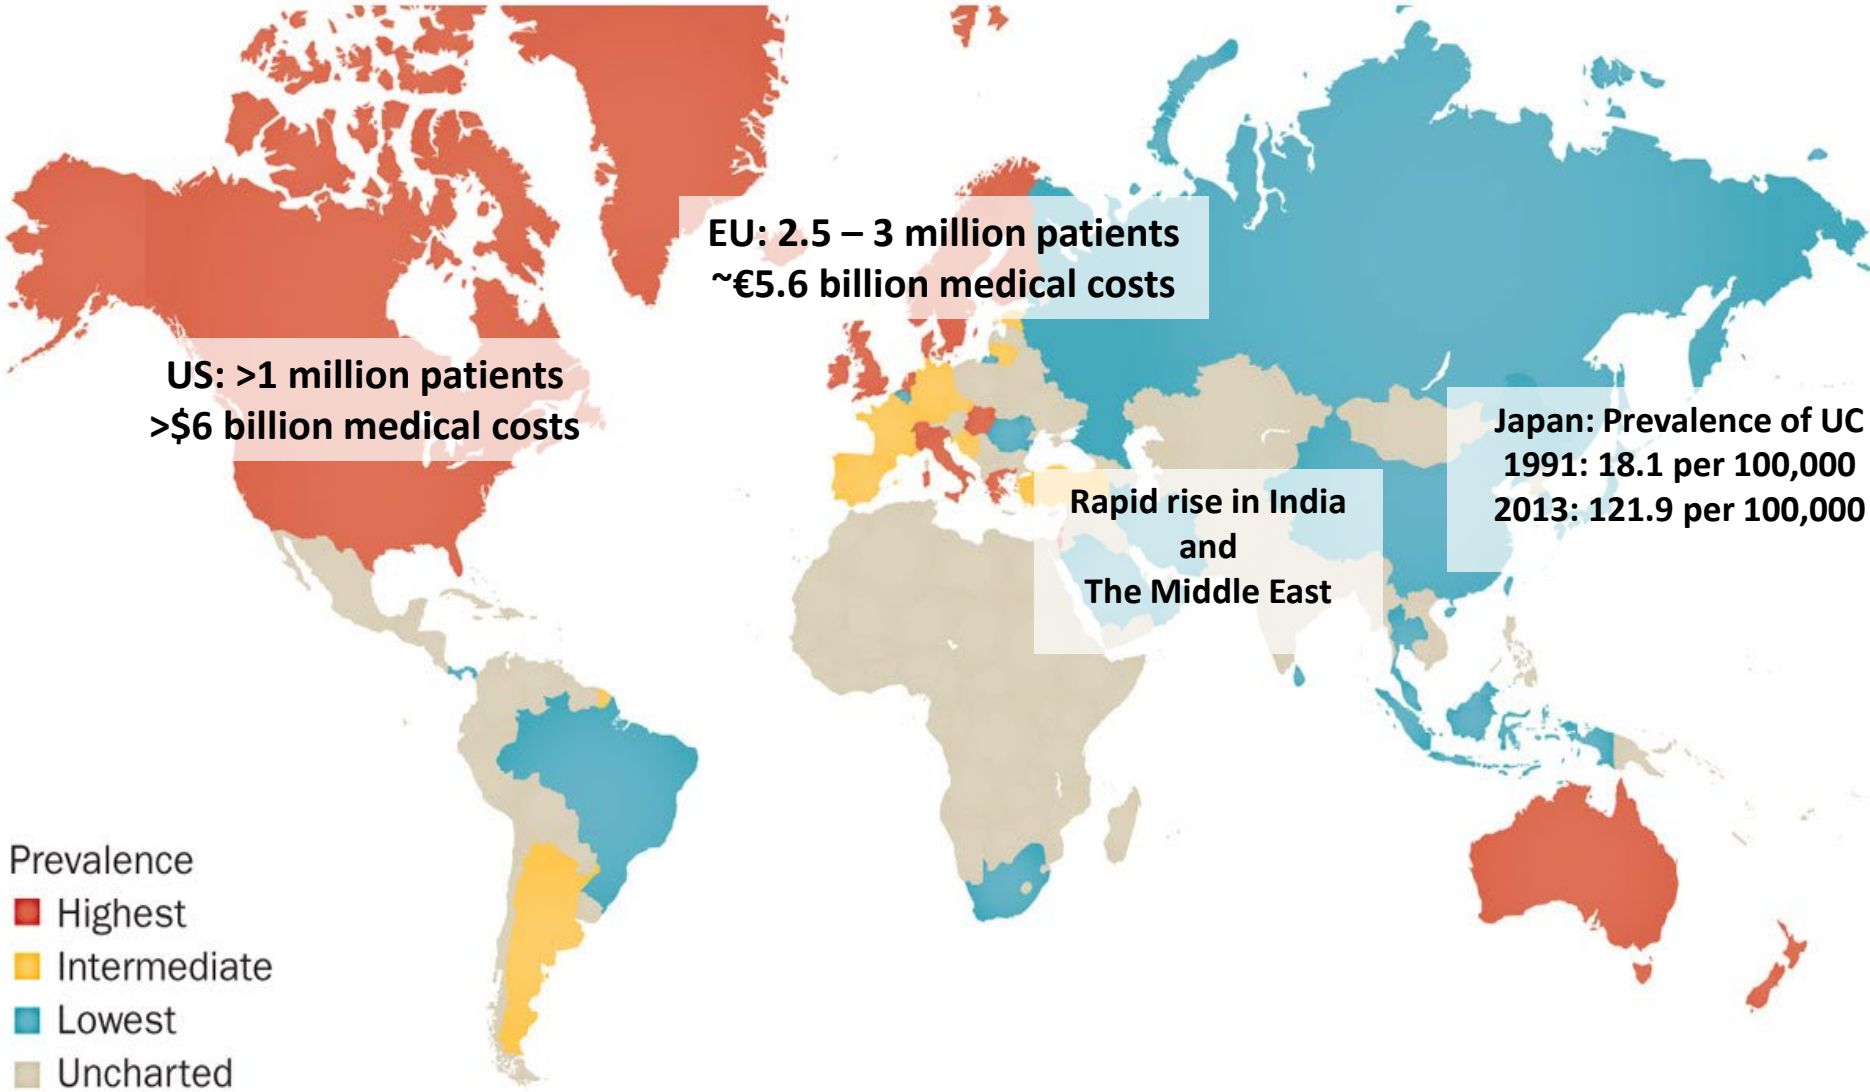 EU: 2.5 – 3 million patients
~€5.6 billion medical costs
US: >1 million patients
>$6 billion medical costs
Japan: Prevalence of UC
1991: 18.1 per 100,000
2013: 121.9 per 100,000
Rapid rise in India
and
The Middle East
Prevalence
Highest
Intermediate
Lowest
Uncharted